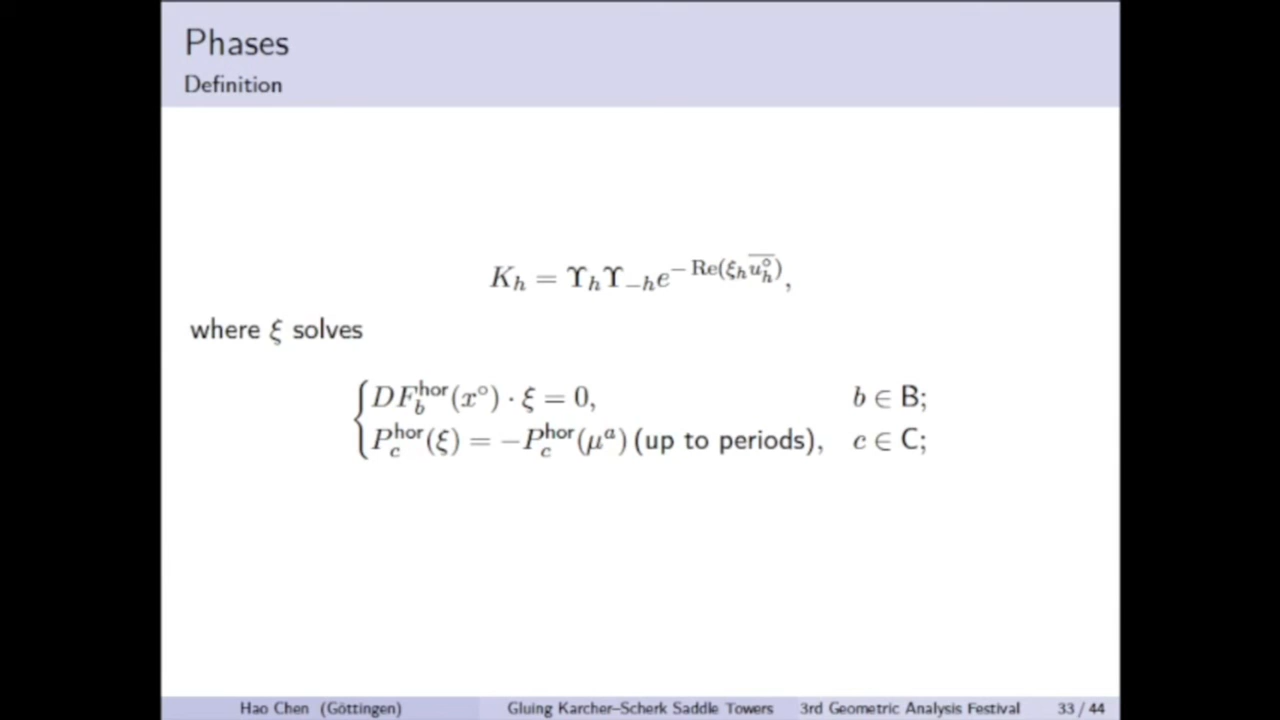 Phases
Definition
K_h = ϒ_h ϒ_{−h} e^{− Re(ξ_h \overline{u_h^∘})},
where ξ solves
{ DF_b^{hor}(x^∘) · ξ = 0, b ∈ B;
P_c^{hor}(ξ) = −P_c^{hor}(μ^a) (up to periods), c ∈ C;
Hao Chen (Göttingen) Gluing Karcher–Scherk Saddle Towers 3rd Geometric Analysis Festival 33 / 44